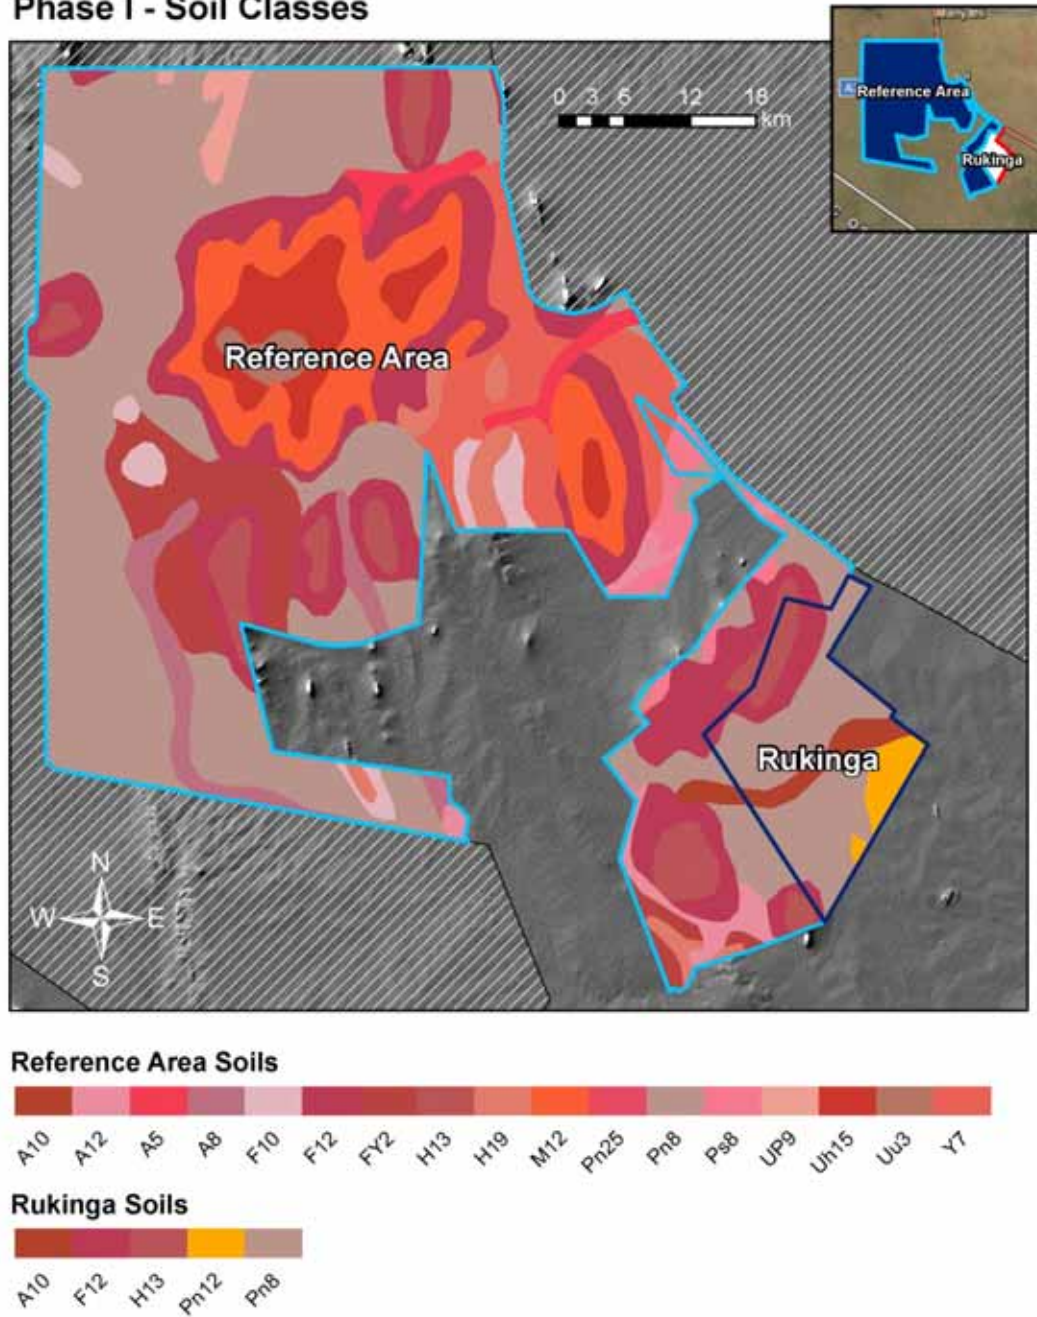 Phase I - Soil Classes
Reference Area
Rukinga
0 3 6 12 18
km
Reference Area
Rukinga
N
W E
S
Reference Area Soils
A10 A12 A5 A8 F10 F12 FY2 H13 H19 M12 Pn25 Pn8 Ps8 UP9 Uh15 Uu3 Y7
Rukinga Soils
A10 F12 H13 Pn12 Pn8